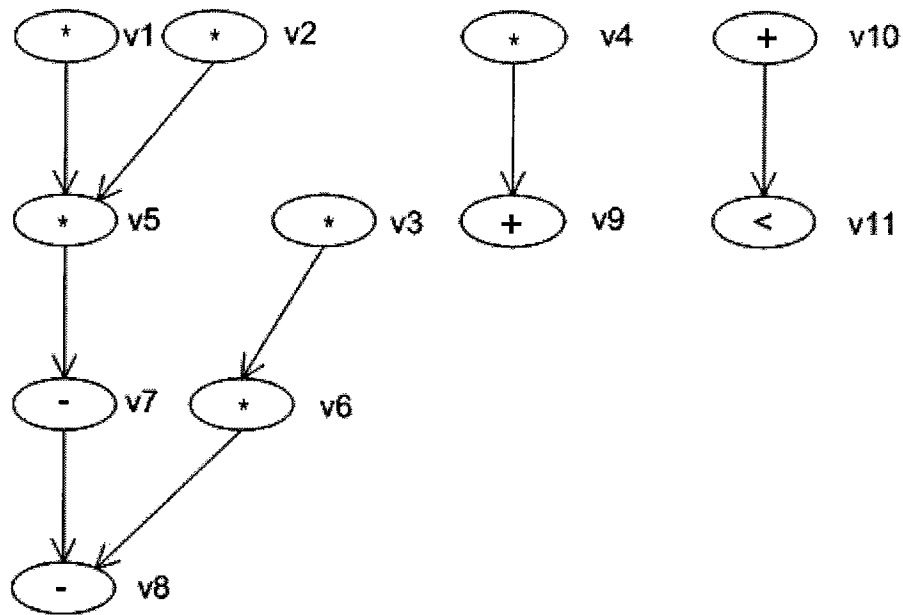 * v1 * v2 * v4 + v10
* v5 * v3 + v9 < v11
- v7 * v6
- v8